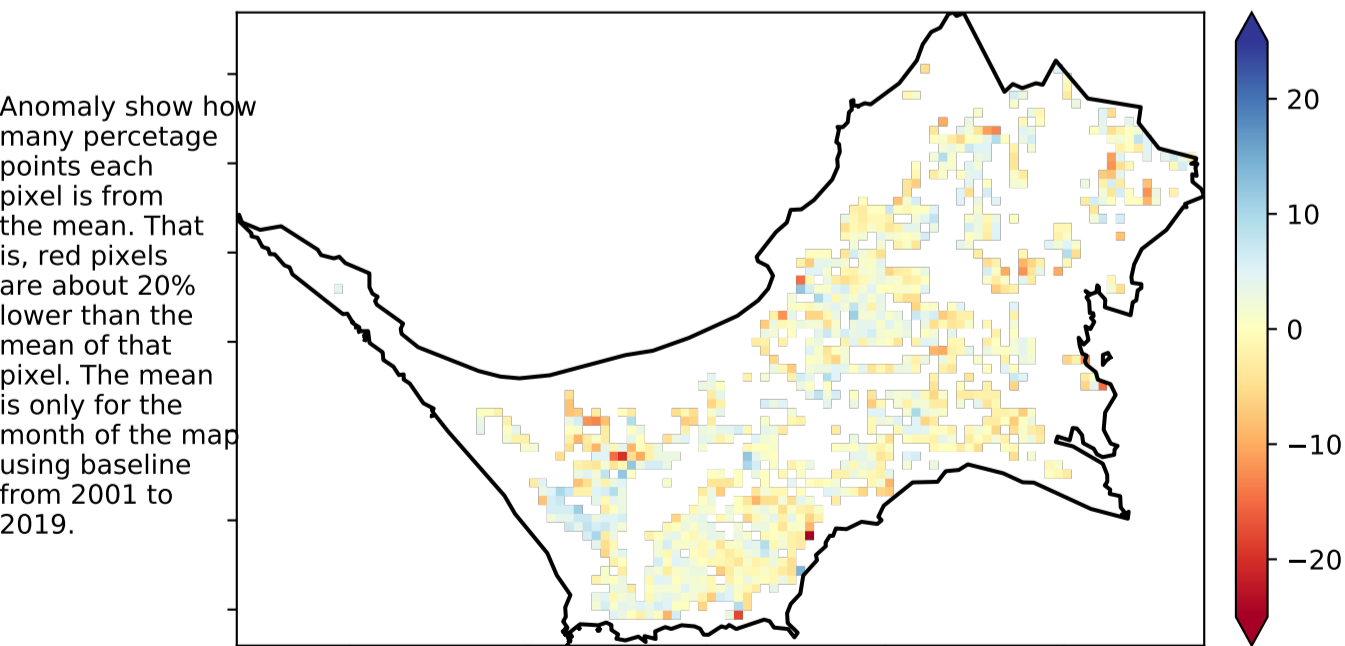 Anomaly show how
many percetage
points each
pixel is from
the mean. That
is, red pixels
are about 20%
lower than the
mean of that
pixel. The mean
is only for the
month of the map
using baseline
from 2001 to
2019.
20
10
0
−10
−20